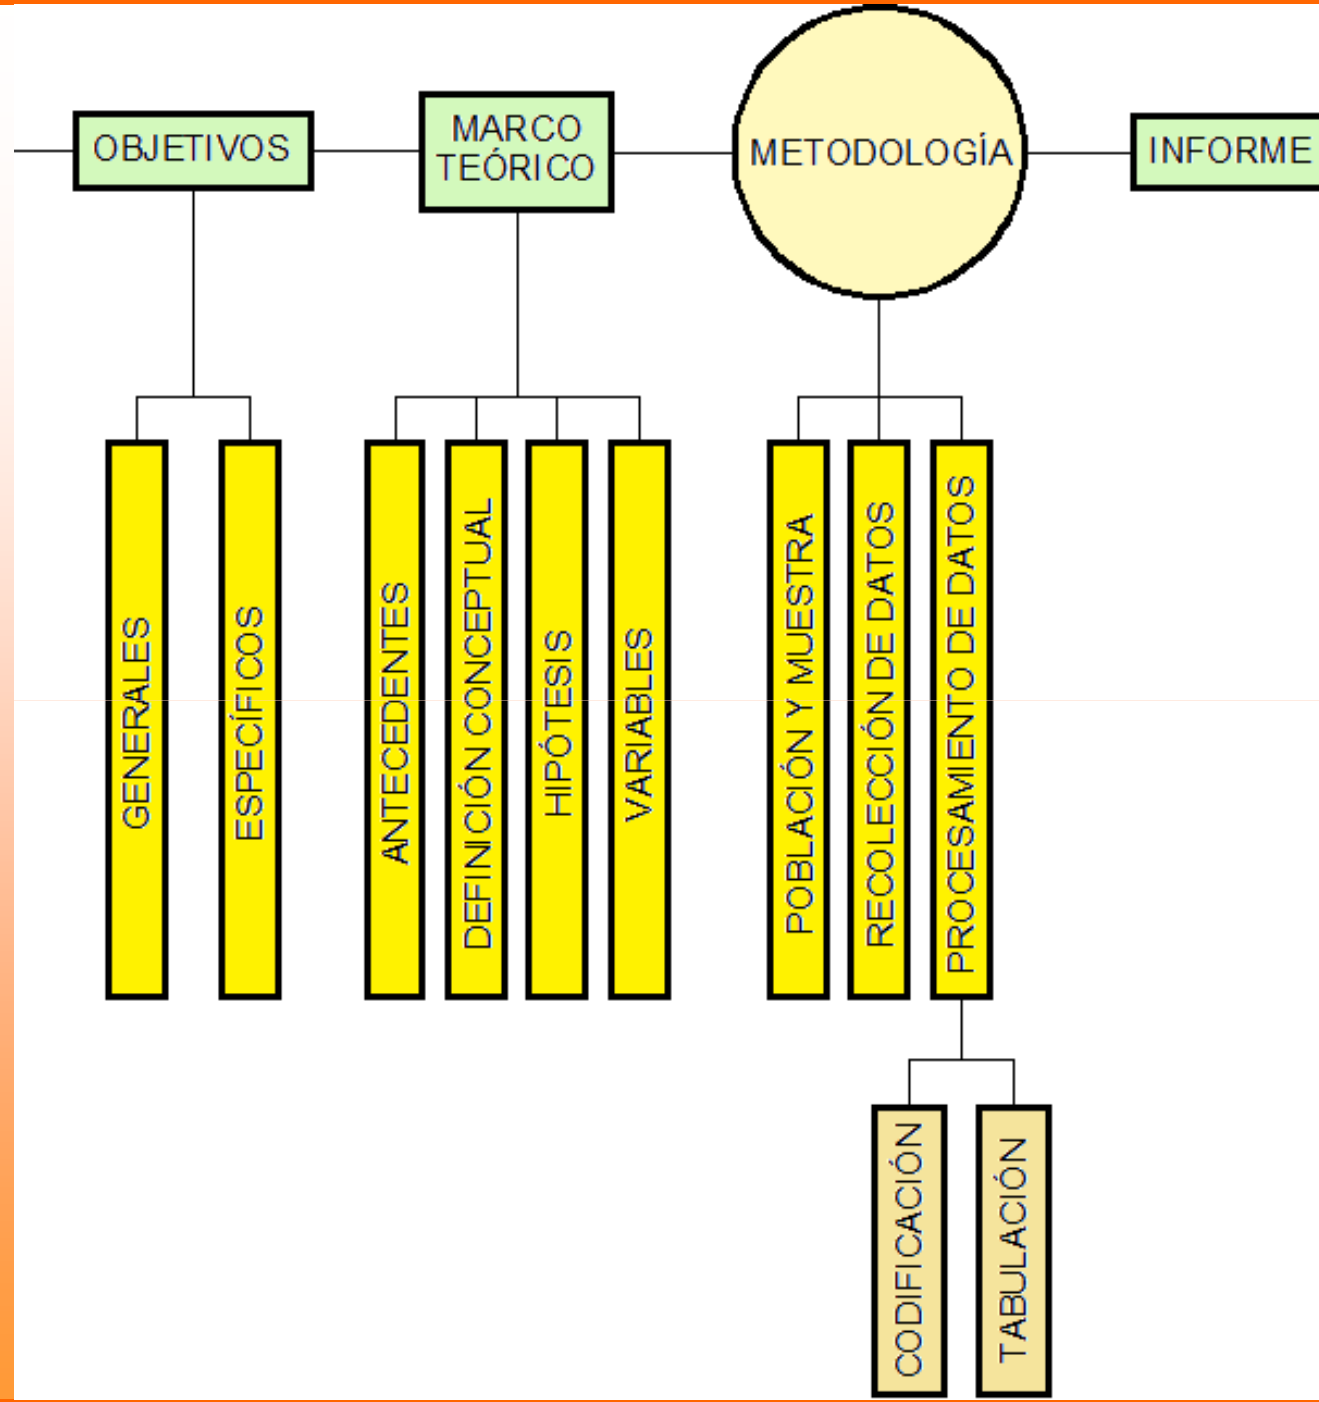 OBJETIVOS
MARCO
TEÓRICO
METODOLOGÍA
INFORME
GENERALES
ESPECÍFICOS
ANTECEDENTES
DEFINICIÓN CONCEPTUAL
HIPÓTESIS
VARIABLES
POBLACIÓN Y MUESTRA
RECOLECCIÓN DE DATOS
PROCESAMIENTO DE DATOS
CODIFICACIÓN
TABULACIÓN